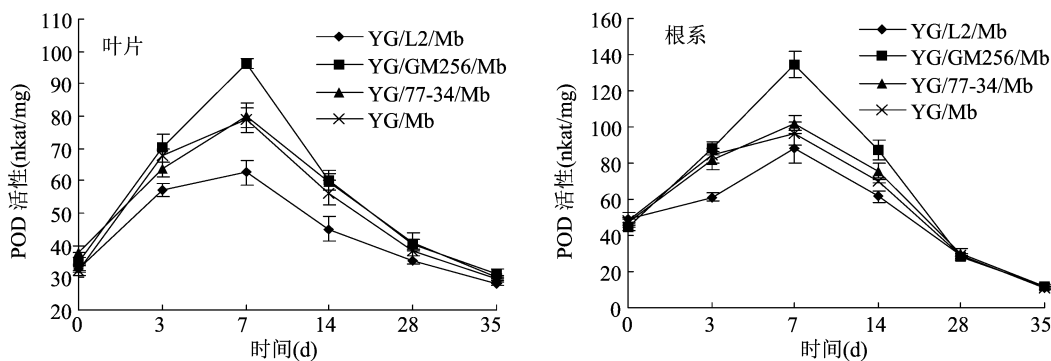 叶片
YG/L2/Mb
YG/GM256/Mb
YG/77-34/Mb
YG/Mb
POD 活性(nkat/mg)
110
100
90
80
70
60
50
40
30
20
0 3 7 14 28 35
时间(d)
根系
YG/L2/Mb
YG/GM256/Mb
YG/77-34/Mb
YG/Mb
POD 活性(nkat/mg)
160
140
120
100
80
60
40
20
0
0 3 7 14 28 35
时间(d)